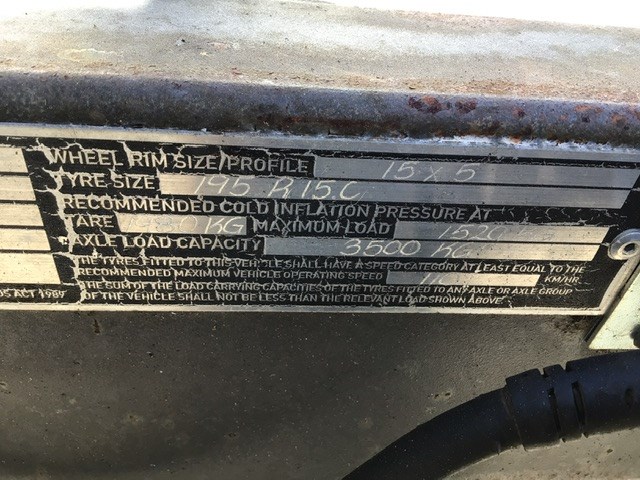 WHEEL RIM SIZE/PROFILE 15 x 5
TYRE SIZE 195 R 15.C
RECOMMENDED COLD INFLATION PRESSURE AT
TARE KG MAXIMUM LOAD
AXLE LOAD CAPACITY 3500 KG
THE TYRES FITTED TO THIS VEHICLE SHALL HAVE A SPEED CATEGORY AT LEAST EQUAL TO THE
RECOMMENDED MAXIMUM VEHICLE OPERATING SPEED KM/HR
THE SUM OF THE LOAD CARRYING CAPACITIES OF THE TYRES FITTED TO ANY AXLE OR AXLE GROUP
ACT 1989 OF THE VEHICLE SHALL NOT BE LESS THAN THE RELEVANT LOAD SHOWN ABOVE